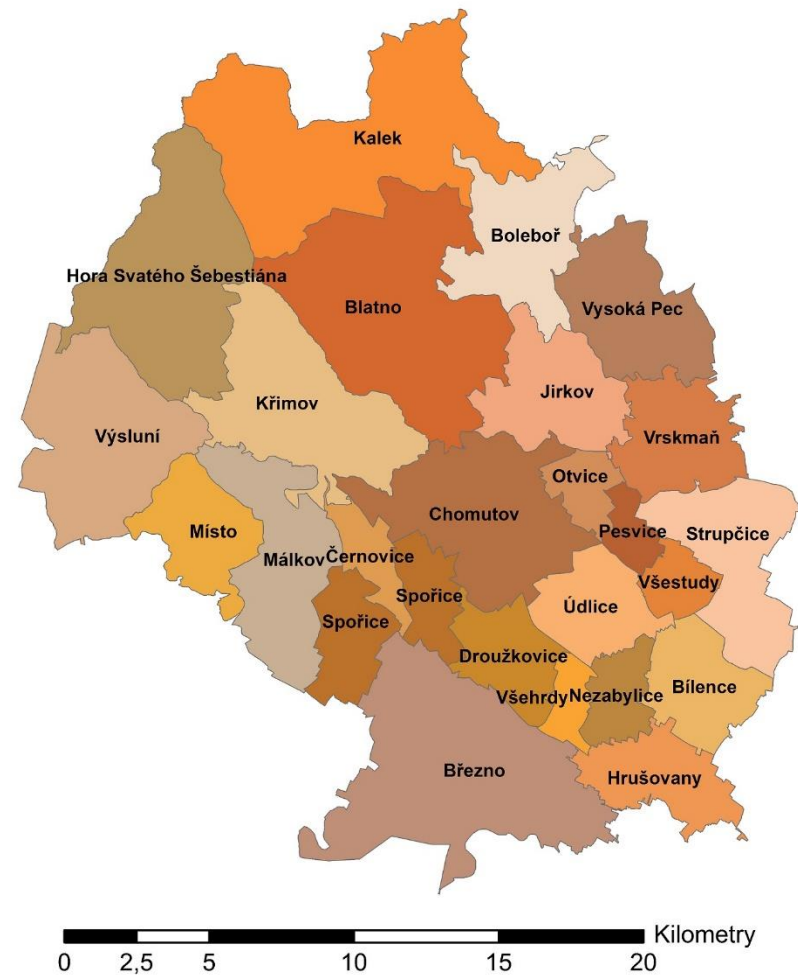 Kalek
Boleboř
Hora Svatého Šebestiána
Blatno
Vysoká Pec
Křimov
Jirkov
Výsluní
Vrskmaň
Otvice
Chomutov
Místo
Pesvice
Strupčice
Málkov
Černovice
Všestudy
Spořice
Údlice
Spořice
Droužkovice
Všehrdy
Nezabylice
Bílence
Březno
Hrušovany
Kilometry
0 2,5 5 10 15 20